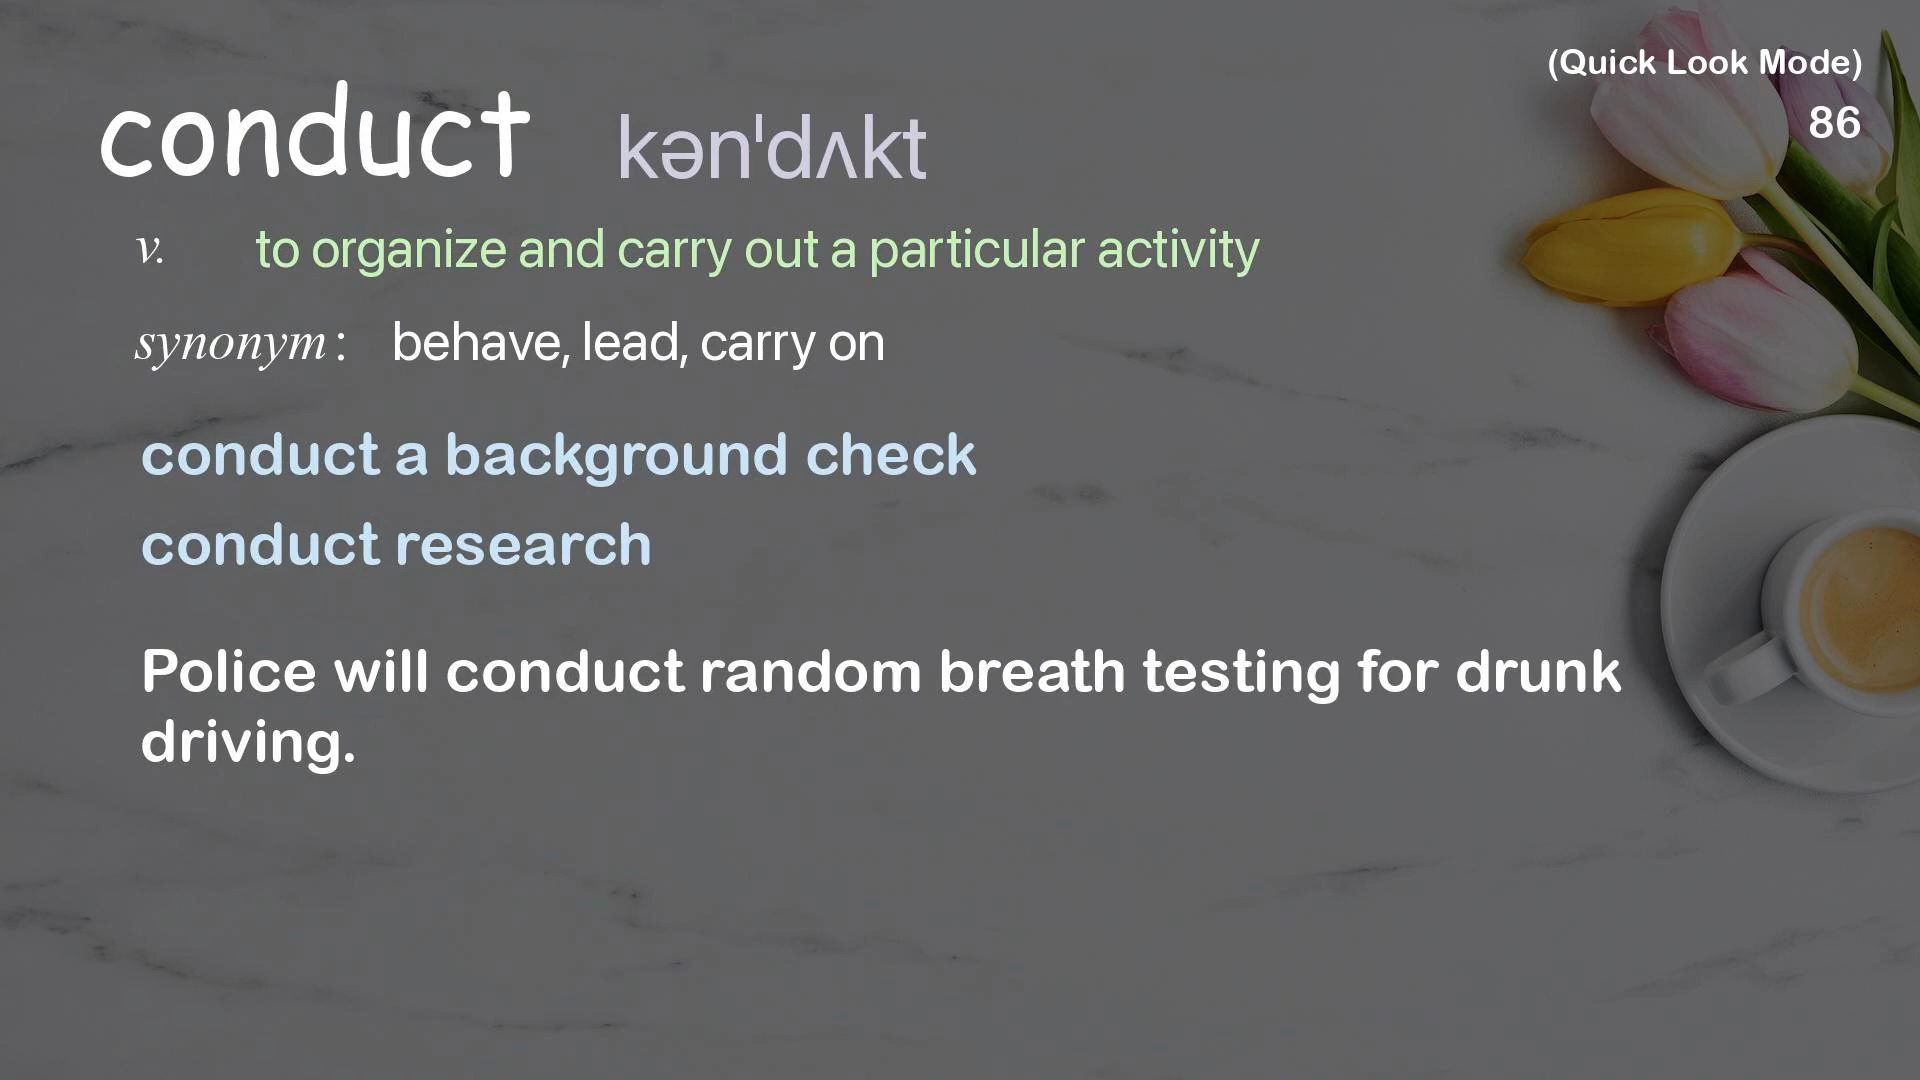 (Quick Look Mode)
86
conduct kən'dʌkt
v. to organize and carry out a particular activity
synonym: behave, lead, carry on
conduct a background check
conduct research
Police will conduct random breath testing for drunk
driving.